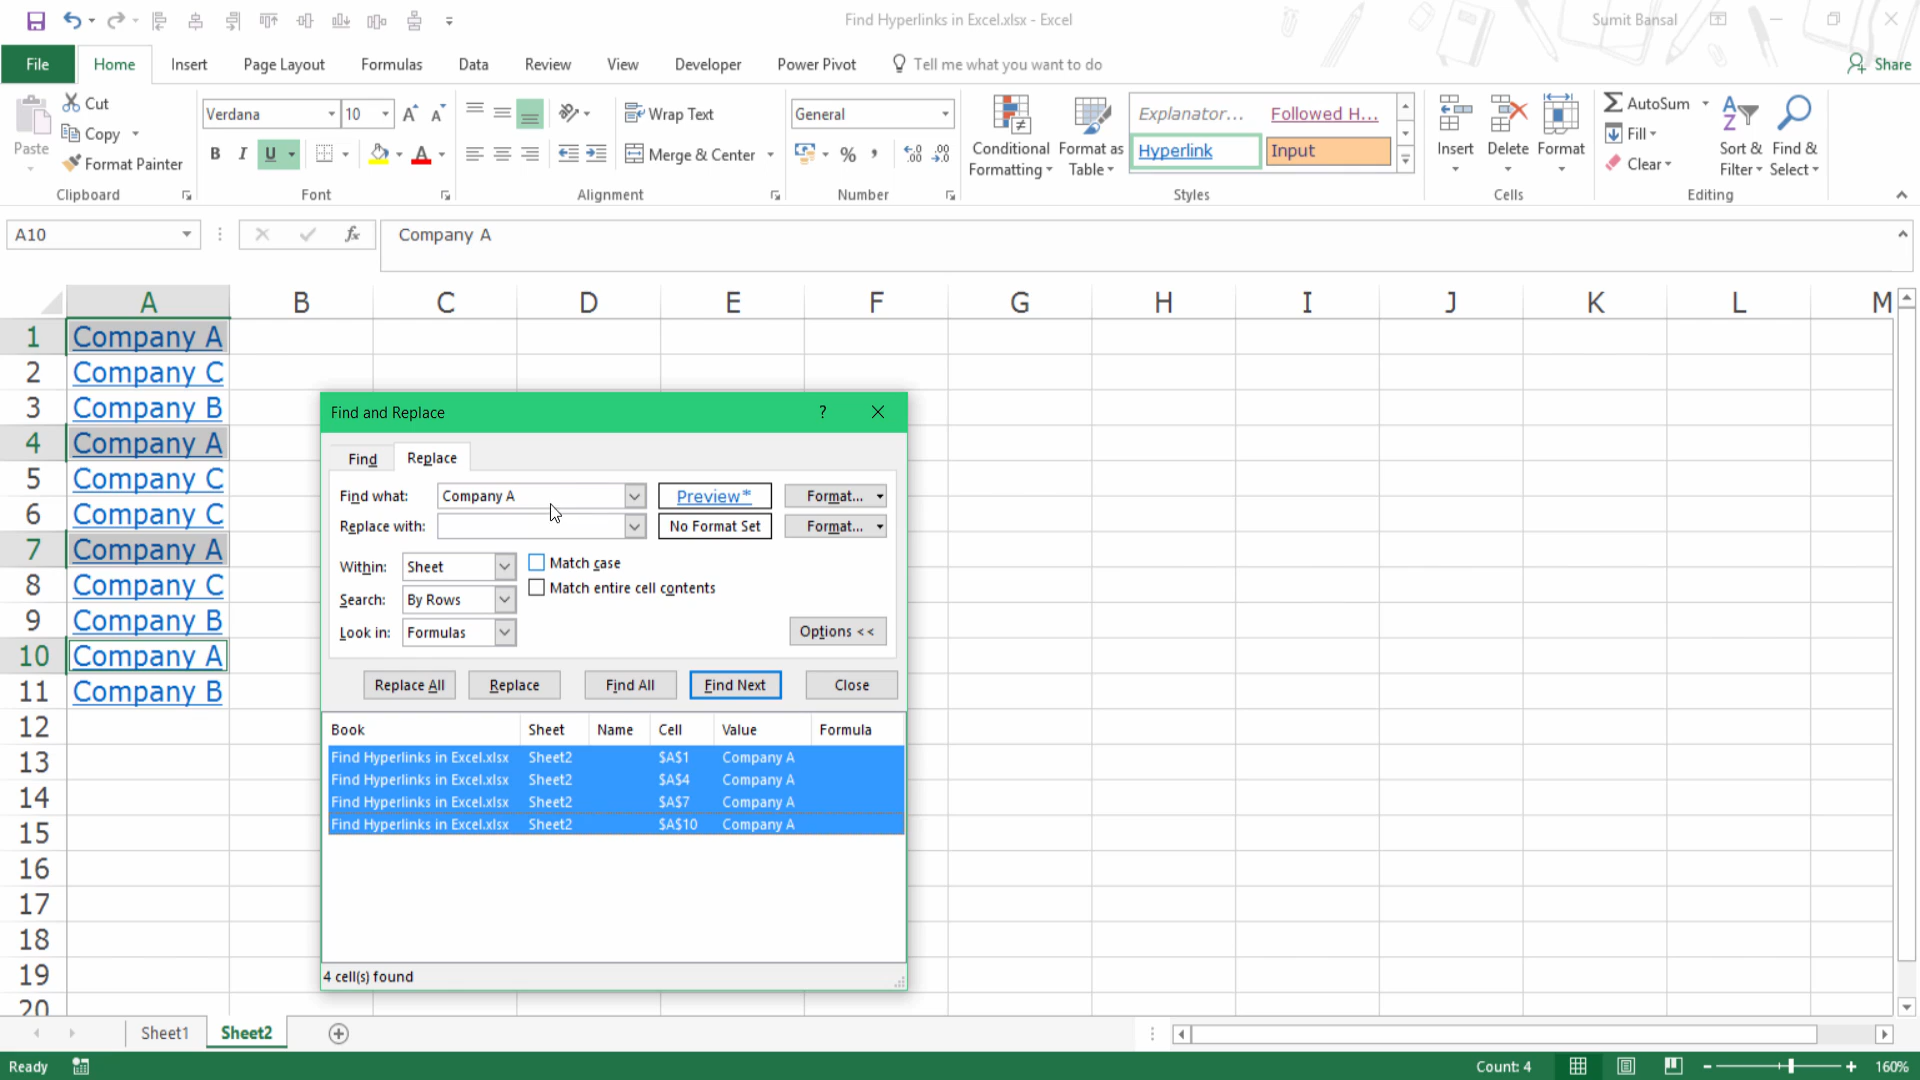 Find Hyperlinks in Excel.xlsx - Excel
Sumit Bansal
File Home Insert Page Layout Formulas Data Review View Developer Power Pivot Tell me what you want to do Share
Paste
Cut
Copy
Format Painter
Clipboard
Verdana 10
B I U
Font
Wrap Text
Merge & Center
Alignment
General
Number
Conditional Formatting
Format as Table
Explanator... Followed H...
Hyperlink Input
Styles
Insert Delete Format
Cells
AutoSum
Fill
Clear
Sort & Filter
Find & Select
Editing
A10 fx Company A
A B C D E F G H I J K L M
1 Company A
2 Company C
3 Company B
4 Company A
5 Company C
6 Company C
7 Company A
8 Company C
9 Company B
10 Company A
11 Company B
12
13
14
15
16
17
18
19
20
Find and Replace ?
Find Replace
Find what: Company A Preview* Format...
Replace with: No Format Set Format...
Within: Sheet Match case
Match entire cell contents
Search: By Rows
Look in: Formulas Options <<
Replace All Replace Find All Find Next Close
Book Sheet Name Cell Value Formula
Find Hyperlinks in Excel.xlsx Sheet2 $A$1 Company A
Find Hyperlinks in Excel.xlsx Sheet2 $A$4 Company A
Find Hyperlinks in Excel.xlsx Sheet2 $A$7 Company A
Find Hyperlinks in Excel.xlsx Sheet2 $A$10 Company A
4 cell(s) found
Sheet1 Sheet2
Ready Count: 4 160%